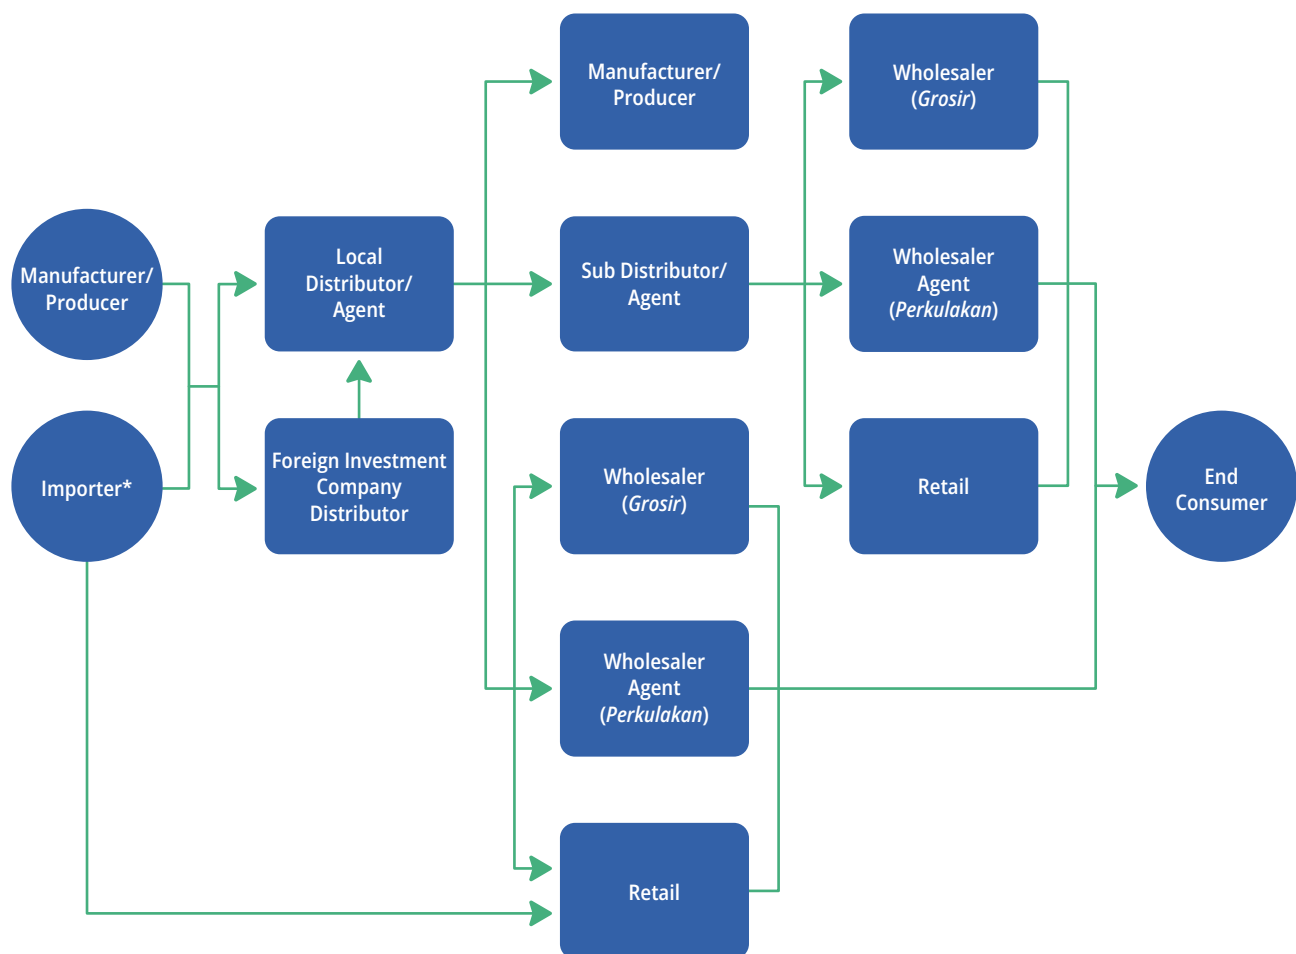 Manufacturer/
Producer
Importer*
Local
Distributor/
Agent
Foreign Investment
Company
Distributor
Manufacturer/
Producer
Sub Distributor/
Agent
Wholesaler
(Grosir)
Wholesaler
Agent
(Perkulakan)
Retail
Wholesaler
(Grosir)
Wholesaler
Agent
(Perkulakan)
Retail
End
Consumer